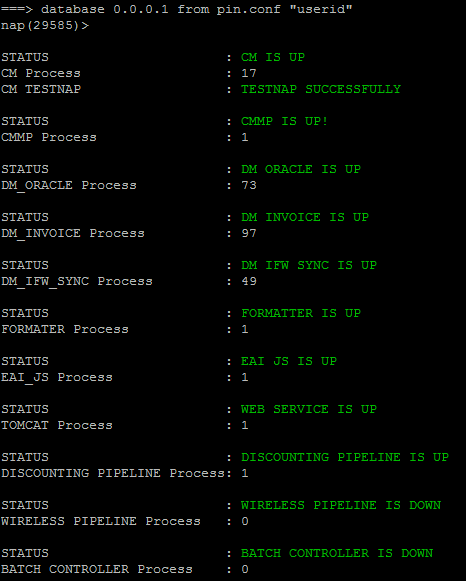 ===> database 0.0.0.1 from pin.conf "userid"
nap(29585)>
STATUS : CM IS UP
CM Process : 17
CM TESTNAP : TESTNAP SUCCESSFULLY
STATUS : CMMP IS UP!
CMMP Process : 1
STATUS : DM ORACLE IS UP
DM_ORACLE Process : 73
STATUS : DM INVOICE IS UP
DM_INVOICE Process : 97
STATUS : DM IFW SYNC IS UP
DM_IFW_SYNC Process : 49
STATUS : FORMATTER IS UP
FORMATER Process : 1
STATUS : EAI JS IS UP
EAI_JS Process : 1
STATUS : WEB SERVICE IS UP
TOMCAT Process : 1
STATUS : DISCOUNTING PIPELINE IS UP
DISCOUNTING PIPELINE Process: 1
STATUS : WIRELESS PIPELINE IS DOWN
WIRELESS PIPELINE Process : 0
STATUS : BATCH CONTROLLER IS DOWN
BATCH CONTROLLER Process : 0